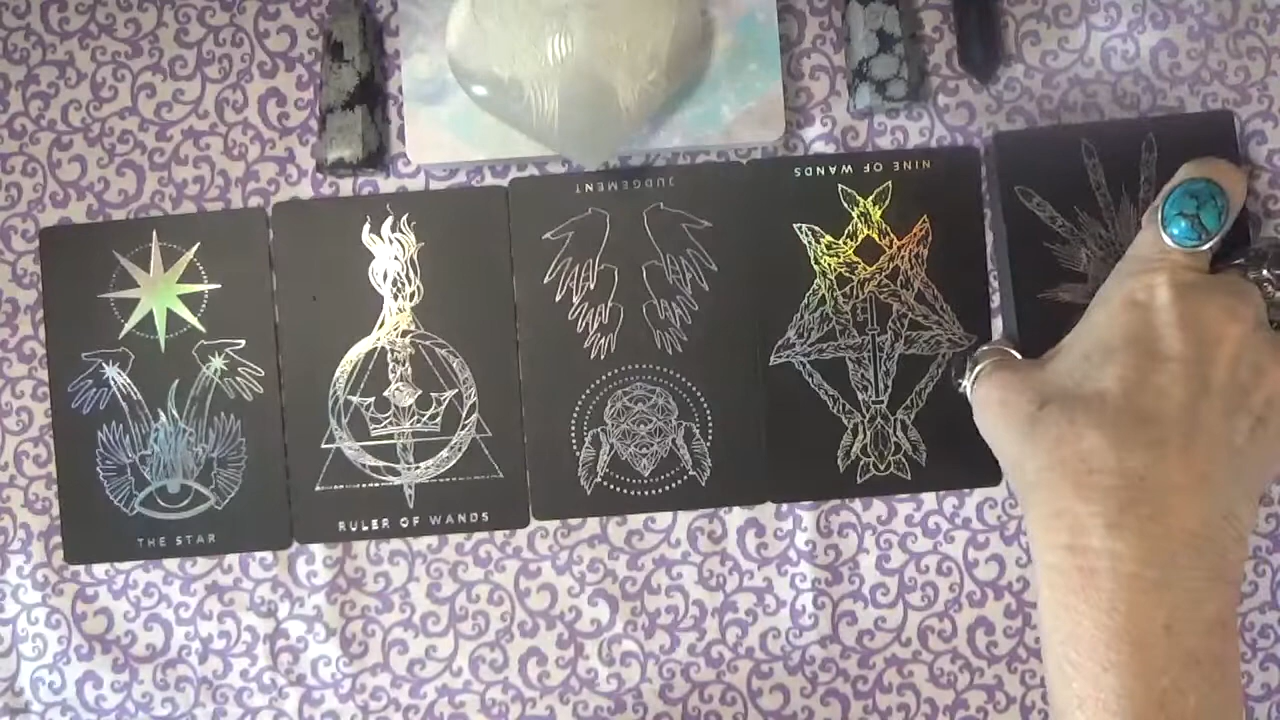 THE STAR
RULER OF WANDS
JUDGEMENT
NINE OF WANDS